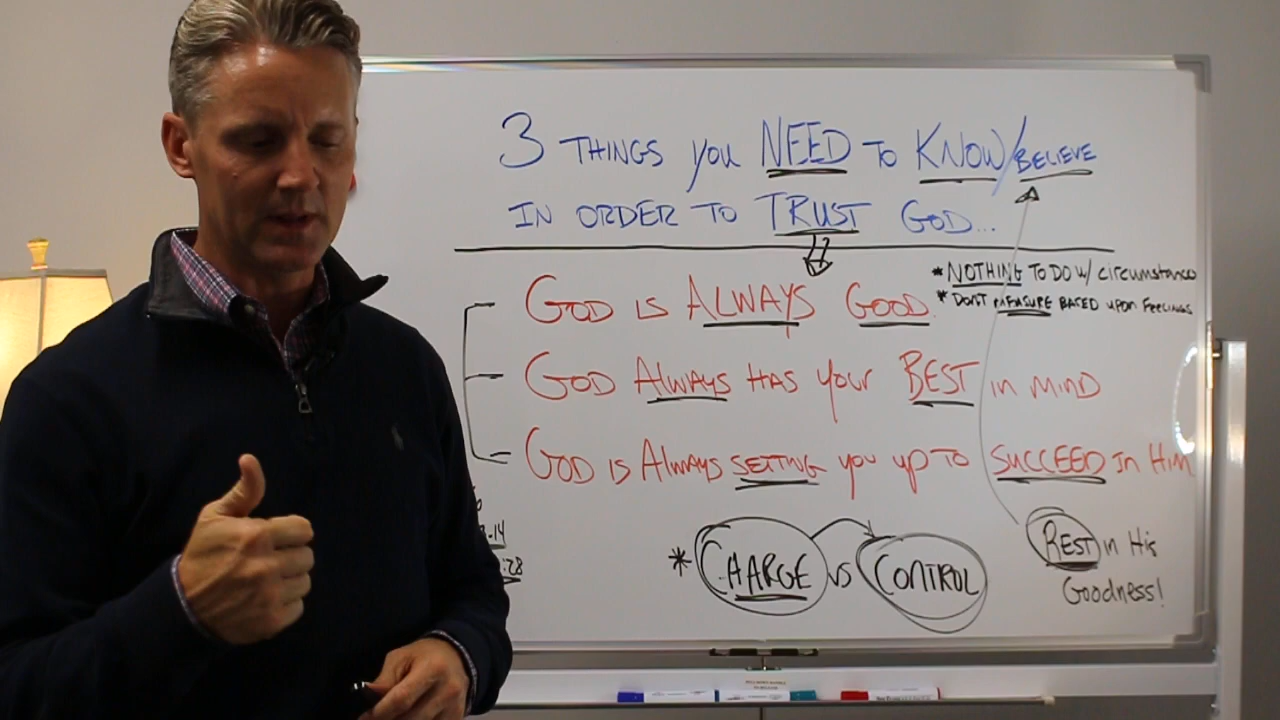 3 THINGS YOU NEED TO KNOW/BELIEVE
IN ORDER TO TRUST GOD...
* NOTHING TO DO W/ CIRCUMSTANCES
* DON'T MEASURE BASED UPON FEELINGS
GOD IS ALWAYS GOOD.
GOD ALWAYS HAS YOUR BEST IN MIND
GOD IS ALWAYS SETTING YOU UP TO SUCCEED IN HIM
-14
:28
* CHARGE VS CONTROL
REST in His
Goodness!